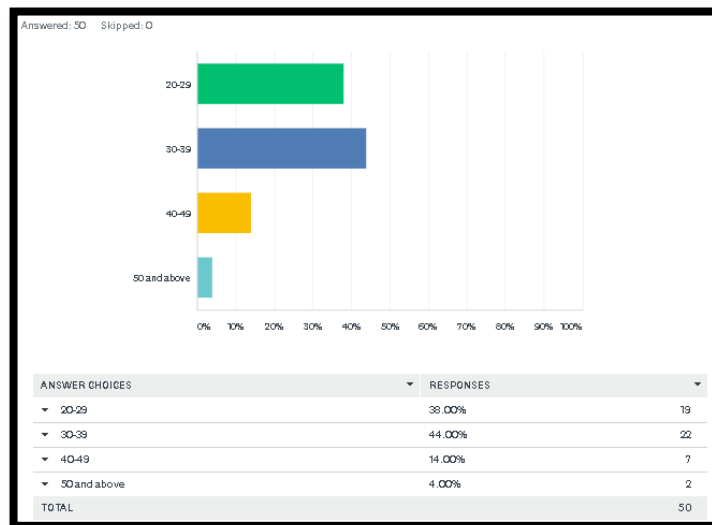 Answered: 50 Skipped: 0
20-29
30-39
40-49
50 and above
0% 10% 20% 30% 40% 50% 60% 70% 80% 90% 100%
ANSWER CHOICES RESPONSES
20-29 38.00% 19
30-39 44.00% 22
40-49 14.00% 7
50 and above 4.00% 2
TOTAL 50